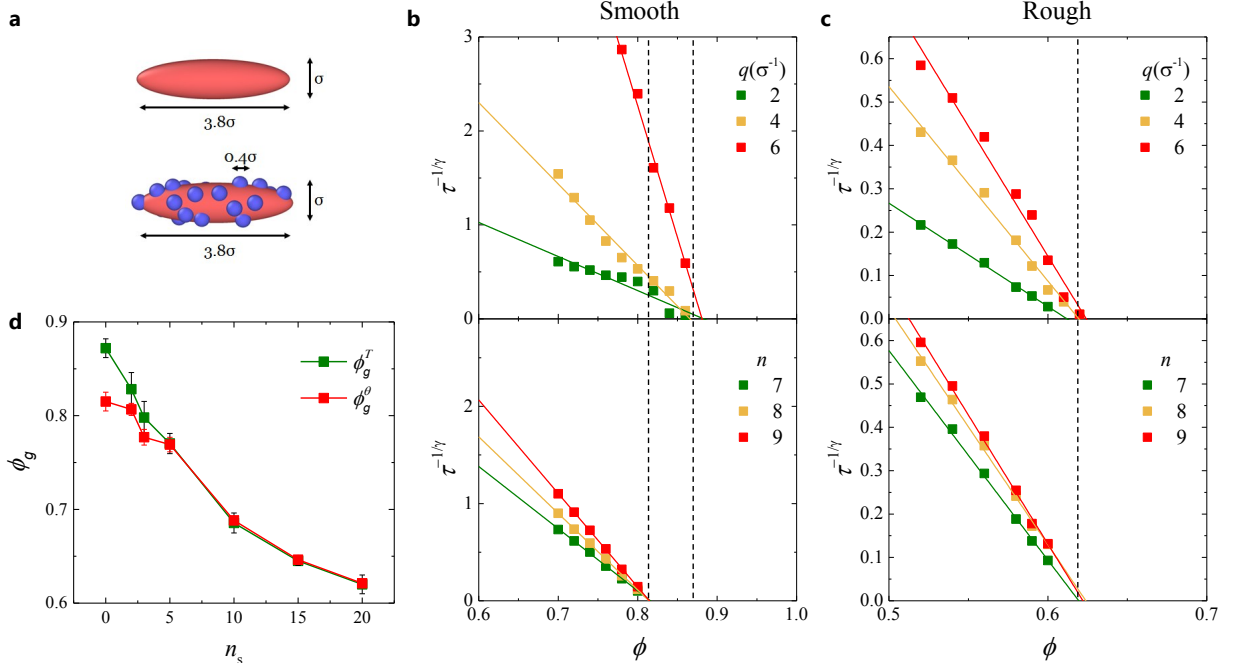 a
σ
3.8σ
0.4σ
σ
3.8σ
b
Smooth
3
2
1
0
τ^{-1/γ}
q(σ^{-1})
2
4
6
2
1
0
τ^{-1/γ}
n
7
8
9
0.6 0.7 0.8 0.9 1.0
ϕ
c
Rough
0.6
0.5
0.4
0.3
0.2
0.1
0.0
τ^{-1/γ}
q(σ^{-1})
2
4
6
0.5
0.4
0.3
0.2
0.1
0.0
τ^{-1/γ}
n
7
8
9
0.5 0.6 0.7
ϕ
d
0.9
0.8
0.7
0.6
ϕ_g
ϕ_g^T
ϕ_g^θ
0 5 10 15 20
n_s